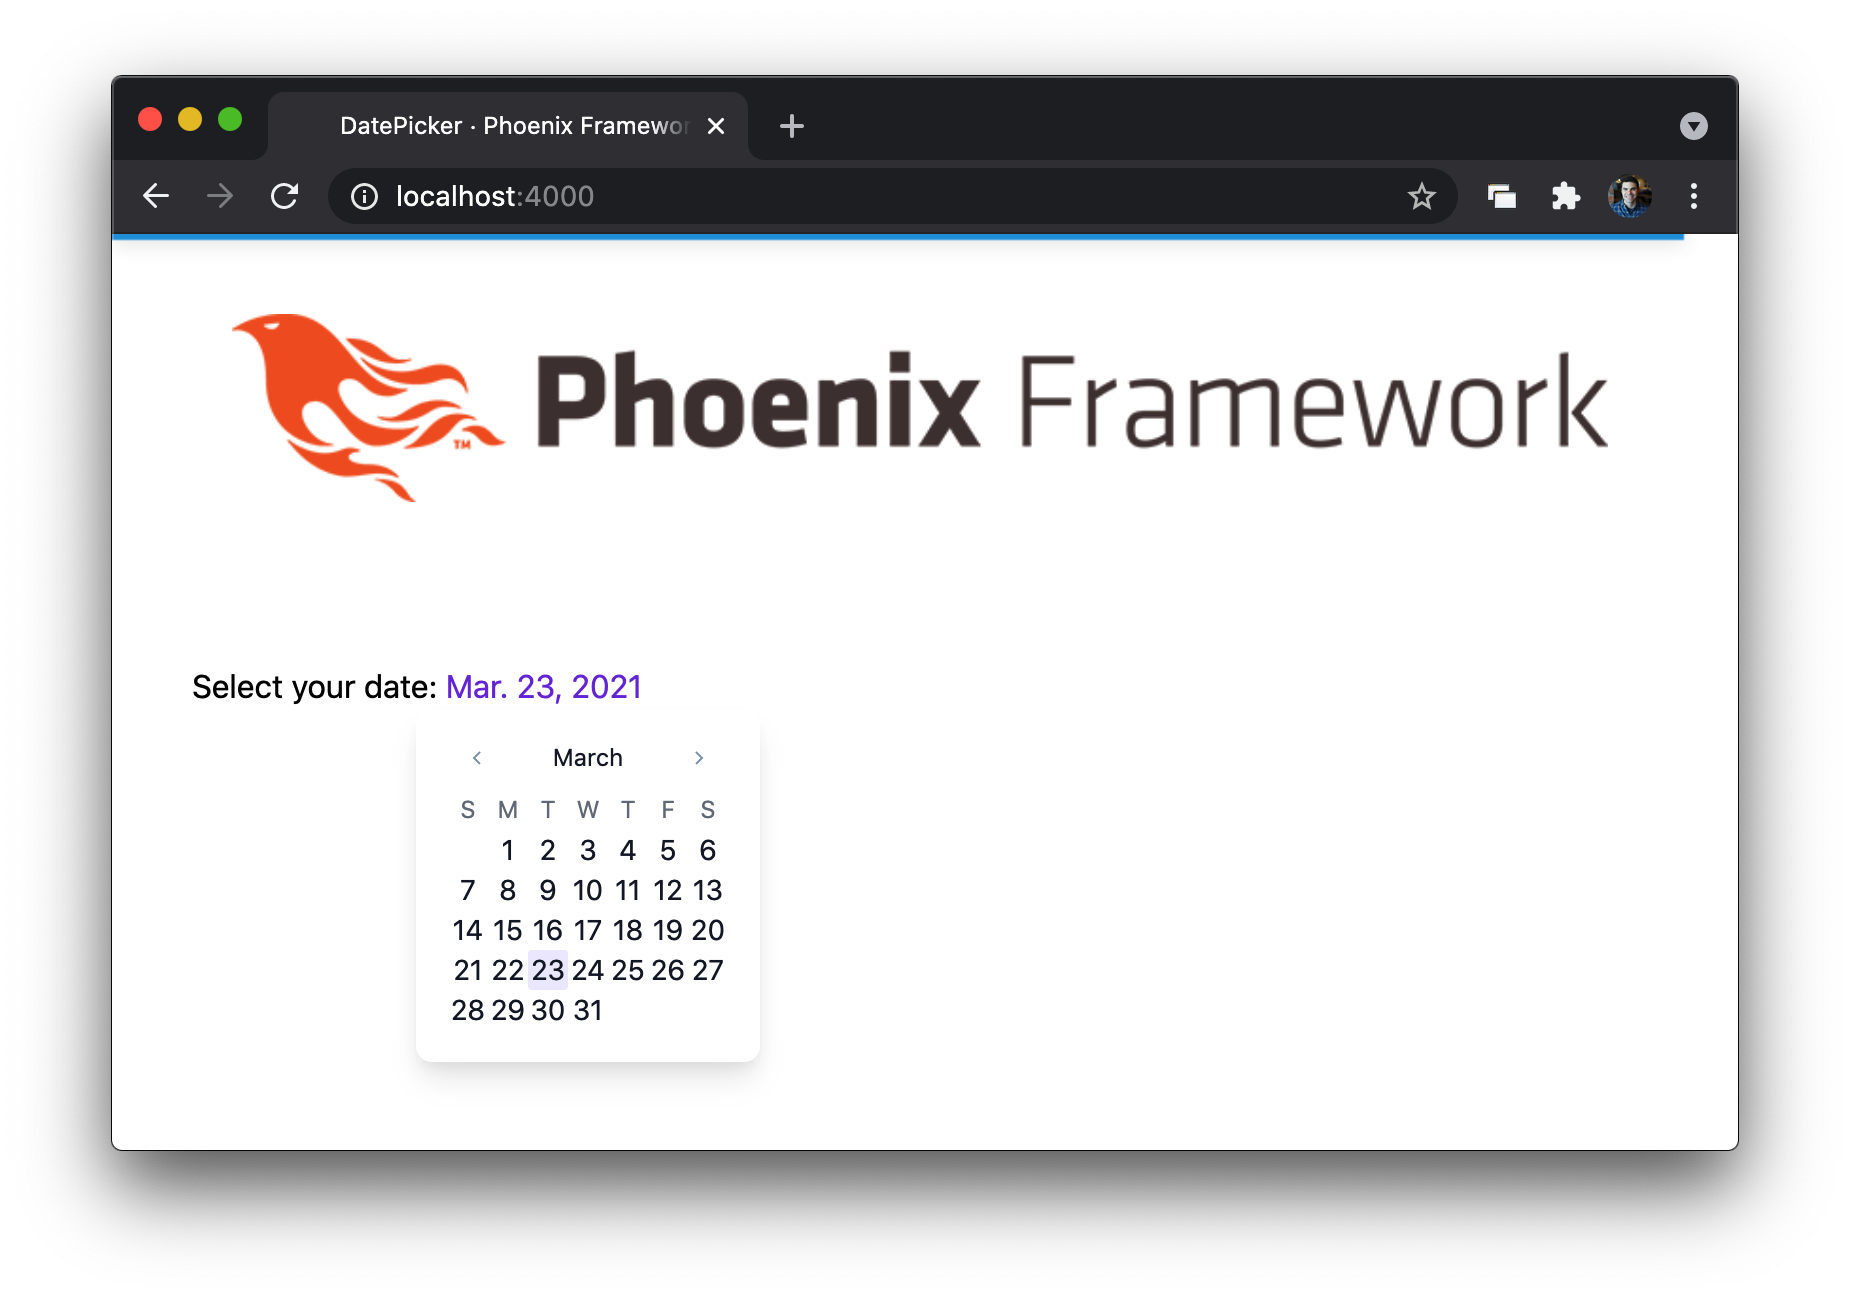 DatePicker · Phoenix Framewor
localhost:4000
Phoenix Framework
TM
Select your date: Mar. 23, 2021
March
S M T W T F S
1 2 3 4 5 6
7 8 9 10 11 12 13
14 15 16 17 18 19 20
21 22 23 24 25 26 27
28 29 30 31